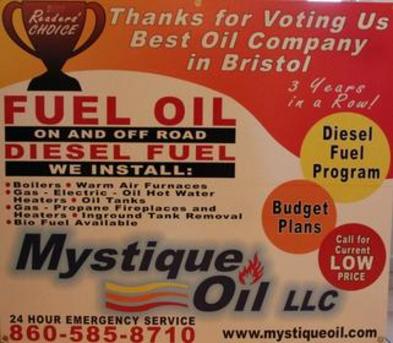 Readers'
CHOICE
Thanks for Voting Us
Best Oil Company
in Bristol
3 Years
in a Row!
FUEL OIL
ON AND OFF ROAD
DIESEL FUEL
WE INSTALL:
• Boilers • Warm Air Furnaces
• Gas - Electric - Oil Hot Water
Heaters • Oil Tanks
• Gas - Propane Fireplaces and
Heaters • Inground Tank Removal
• Bio Fuel Available
Diesel
Fuel
Program
Budget
Plans
Call for
Current
LOW
PRICE
Mystique
Oil LLC
24 HOUR EMERGENCY SERVICE
860-585-8710
www.mystiqueoil.com